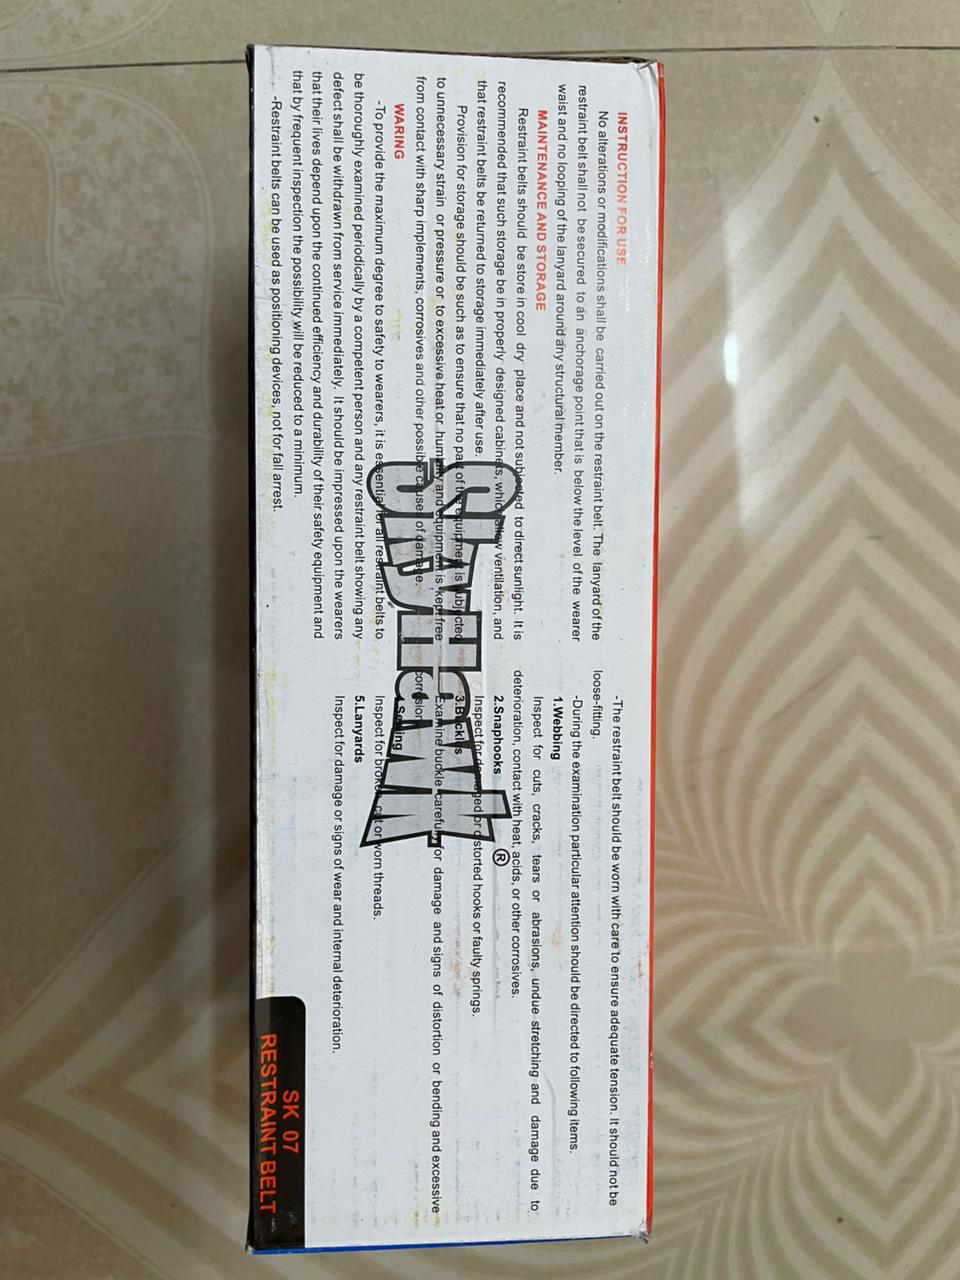 INSTRUCTION FOR USE
No alterations or modifications shall be carried out on the restraint belt. The lanyard of the
restraint belt shall not be secured to an anchorage point that is below the level of the wearer
waist and no looping of the lanyard around any structural member.
MAINTENANCE AND STORAGE
Restraint belts should be store in cool dry place and not subjected to direct sunlight. It is
recommended that such storage be in properly designed cabinets, which allow ventilation, and
that restraint belts be returned to storage immediately after use.
Provision for storage should be such as to ensure that no part of the equipment is subjected
to unnecessary strain or pressure or to excessive heat or humidity and equipment is kept free
from contact with sharp implements, corrosives and other possible causes of damage.
WARING
-To provide the maximum degree to safety to wearers, it is essential for all restraint belts to
be thoroughly examined periodically by a competent person and any restraint belt showing any
defect shall be withdrawn from service immediately. It should be impressed upon the wearers
that their lives depend upon the continued efficiency and durability of their safety equipment and
that by frequent inspection the possibility will be reduced to a minimum.
-Restraint belts can be used as positioning devices, not for fall arrest.
-The restraint belt should be worn with care to ensure adequate tension. It should not be
loose-fitting.
-During the examination particular attention should be directed to following items.
1.Webbing
Inspect for cuts, cracks, tears or abrasions, undue stretching and damage due to
deterioration, contact with heat, acids, or other corrosives.
2.Snaphooks
Inspect for damaged or distorted hooks or faulty springs.
3.Buckles
Examine buckle carefully for damage and signs of distortion or bending and excessive
corrosion
4.Sewing
Inspect for broken, cut or worn threads.
5.Lanyards
Inspect for damage or signs of wear and internal deterioration.
®
SK 07
RESTRAINT BELT